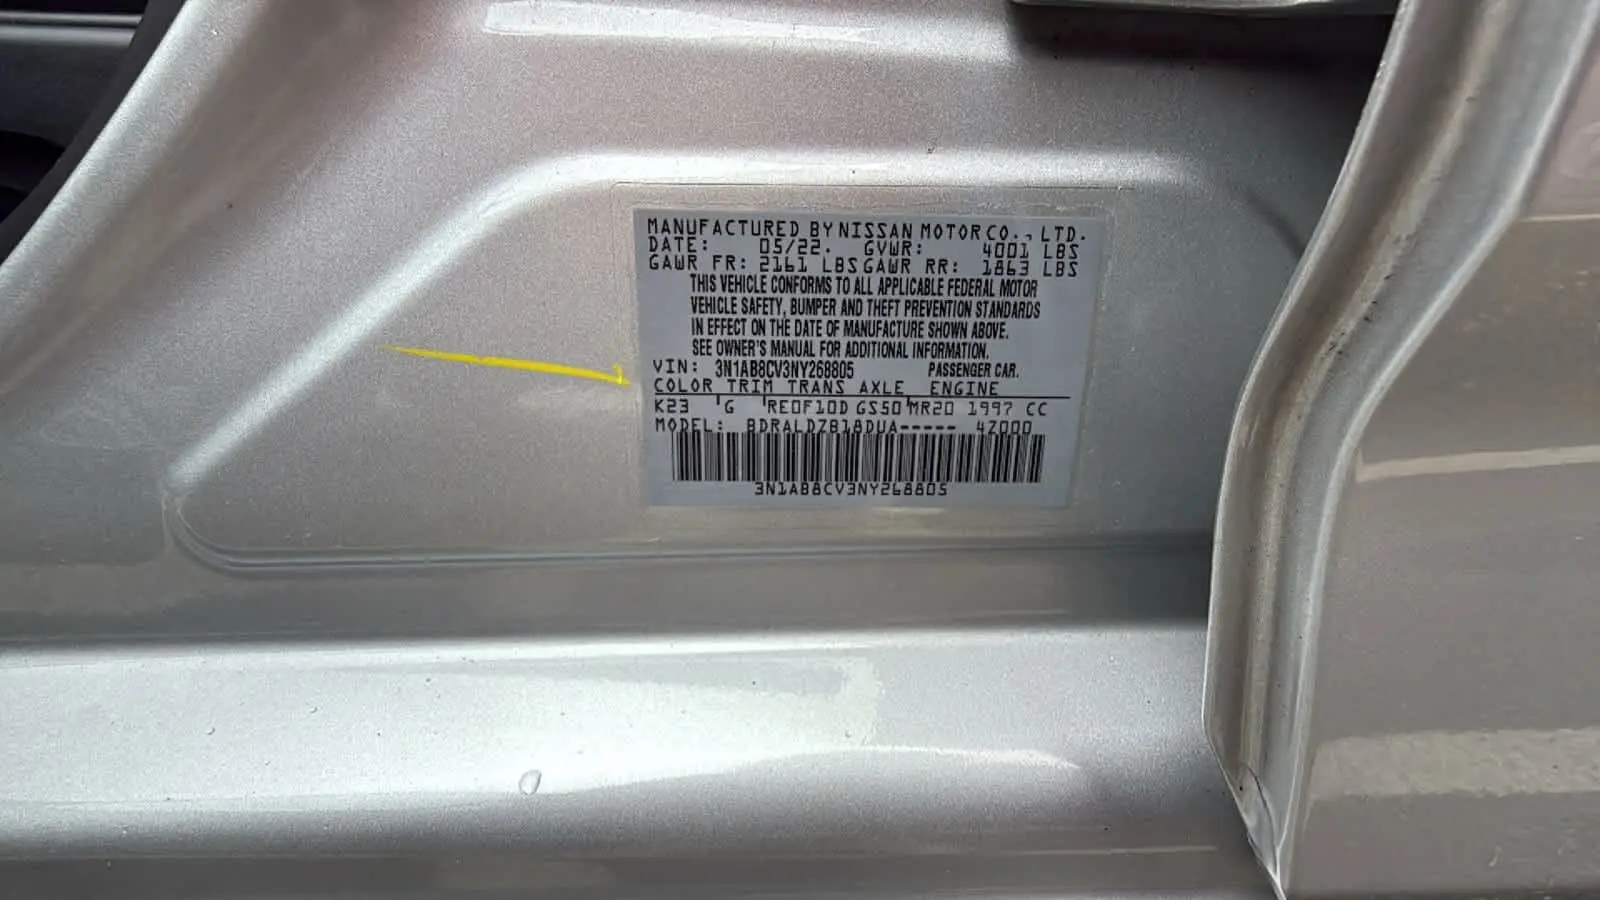 MANUFACTURED BY NISSAN MOTOR CO., LTD.
DATE: 05/22. GVWR: 4001 LBS
GAWR FR: 2161 LBS GAWR RR: 1863 LBS
THIS VEHICLE CONFORMS TO ALL APPLICABLE FEDERAL MOTOR
VEHICLE SAFETY, BUMPER AND THEFT PREVENTION STANDARDS
IN EFFECT ON THE DATE OF MANUFACTURE SHOWN ABOVE.
SEE OWNER'S MANUAL FOR ADDITIONAL INFORMATION.
VIN: 3N1AB8CV3NY268805 PASSENGER CAR.
COLOR TRIM TRANS AXLE ENGINE
K23 G RE0F10D GS50 MR20 1997 CC
MODEL: BDRALDZB18DUA----- 4Z000
3N1AB8CV3NY268805